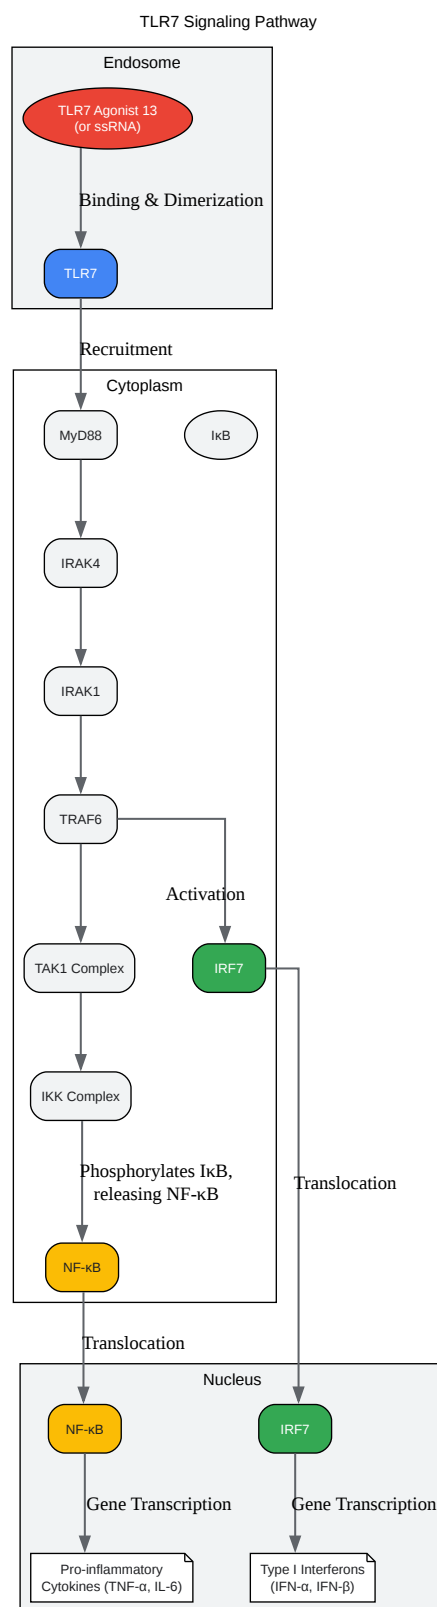 TLR7 Signaling Pathway
Endosome
TLR7 Agonist 13
(or ssRNA)
Binding & Dimerization
TLR7
Recruitment
Cytoplasm
MyD88
IκB
IRAK4
IRAK1
TRAF6
Activation
TAK1 Complex
IRF7
IKK Complex
Phosphorylates IκB,
releasing NF-κB
Translocation
NF-κB
Translocation
Nucleus
NF-κB
IRF7
Gene Transcription
Gene Transcription
Pro-inflammatory
Cytokines (TNF-α, IL-6)
Type I Interferons
(IFN-α, IFN-β)